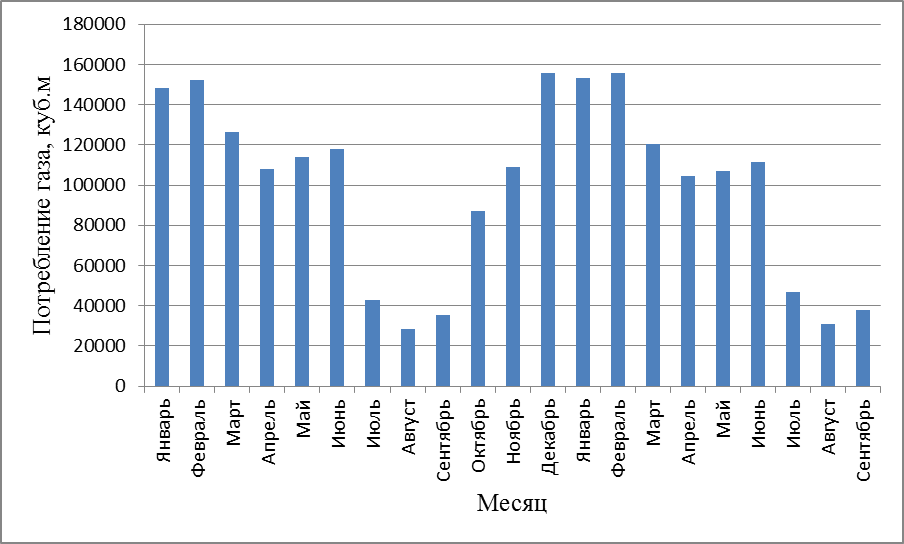 Потребление газа, куб.м
180000
160000
140000
120000
100000
80000
60000
40000
20000
0
Январь
Февраль
Март
Апрель
Май
Июнь
Июль
Август
Сентябрь
Октябрь
Ноябрь
Декабрь
Январь
Февраль
Март
Апрель
Май
Июнь
Июль
Август
Сентябрь
Месяц